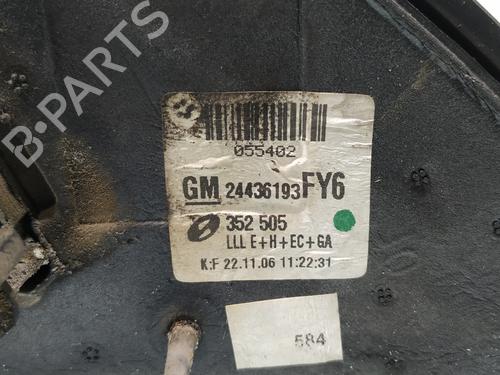 B-PARTS
055402
GM 24436193 FY6
352 505
LLL E+H+EC+GA
K:F 22.11.06 11:22:31
584